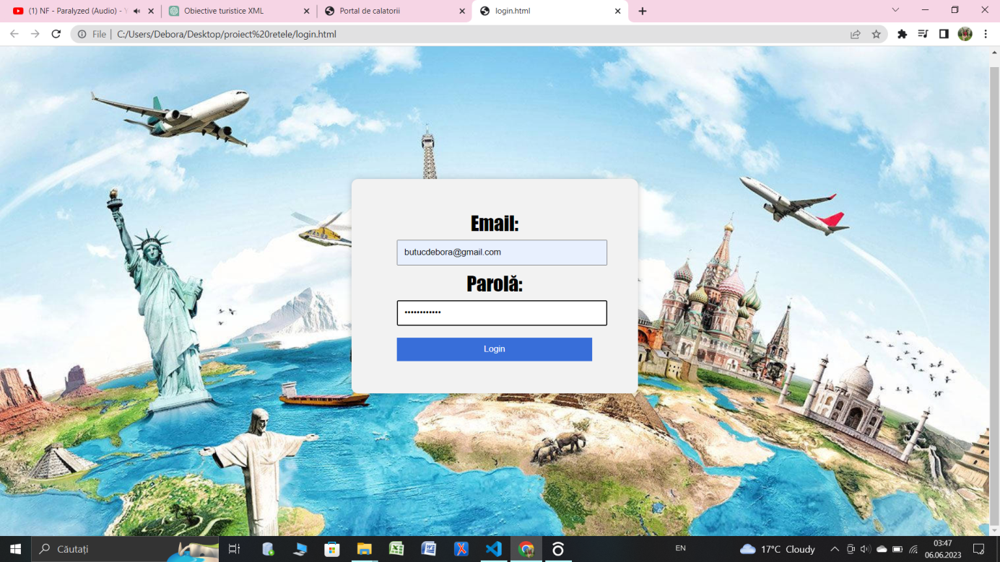 (1) NF - Paralyzed (Audio) - Y
Obiective turistice XML
Portal de calatorii
login.html
File | C:/Users/Debora/Desktop/proiect%20retele/login.html
Email:
butucdebora@gmail.com
Parolă:
••••••••••••
Login
Căutați
EN
17°C Cloudy
03:47
06.06.2023